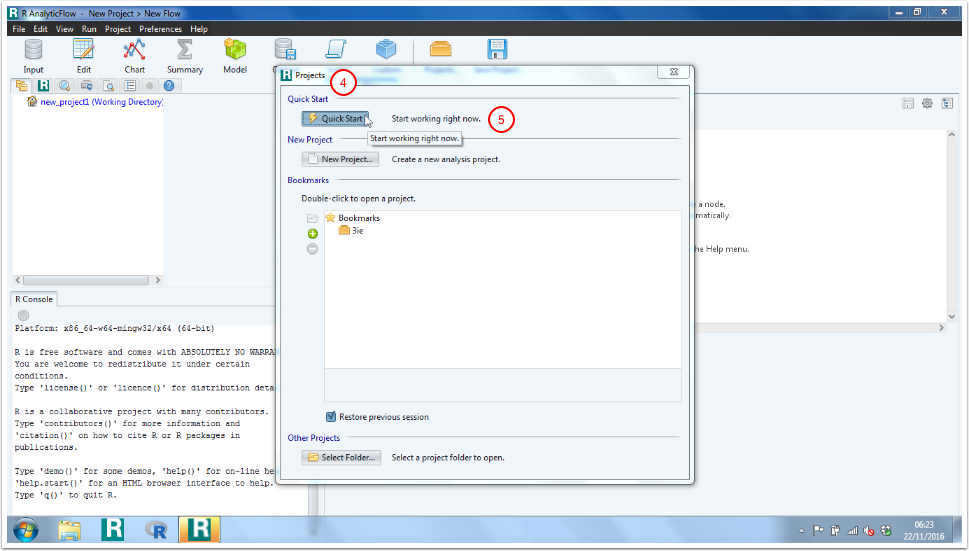 R AnalyticFlow - New Project > New Flow
File Edit View Run Project Preferences Help
Input Edit Chart Summary Model
new_project1 (Working Directory)
Projects
4
Quick Start
Quick Start Start working right now.
5
Start working right now.
New Project
New Project... Create a new analysis project.
Bookmarks
Double-click to open a project.
Bookmarks
3ie
Restore previous session
Other Projects
Select Folder... Select a project folder to open.
a node.
matically.
he Help menu.
R Console
Platform: x86_64-w64-mingw32/x64 (64-bit)
R is free software and comes with ABSOLUTELY NO WARRAN
You are welcome to redistribute it under certain
conditions.
Type 'license()' or 'licence()' for distribution deta
R is a collaborative project with many contributors.
Type 'contributors()' for more information and
'citation()' on how to cite R or R packages in
publications.
Type 'demo()' for some demos, 'help()' for on-line he
'help.start()' for an HTML browser interface to help.
Type 'q()' to quit R.
06:23
22/11/2016